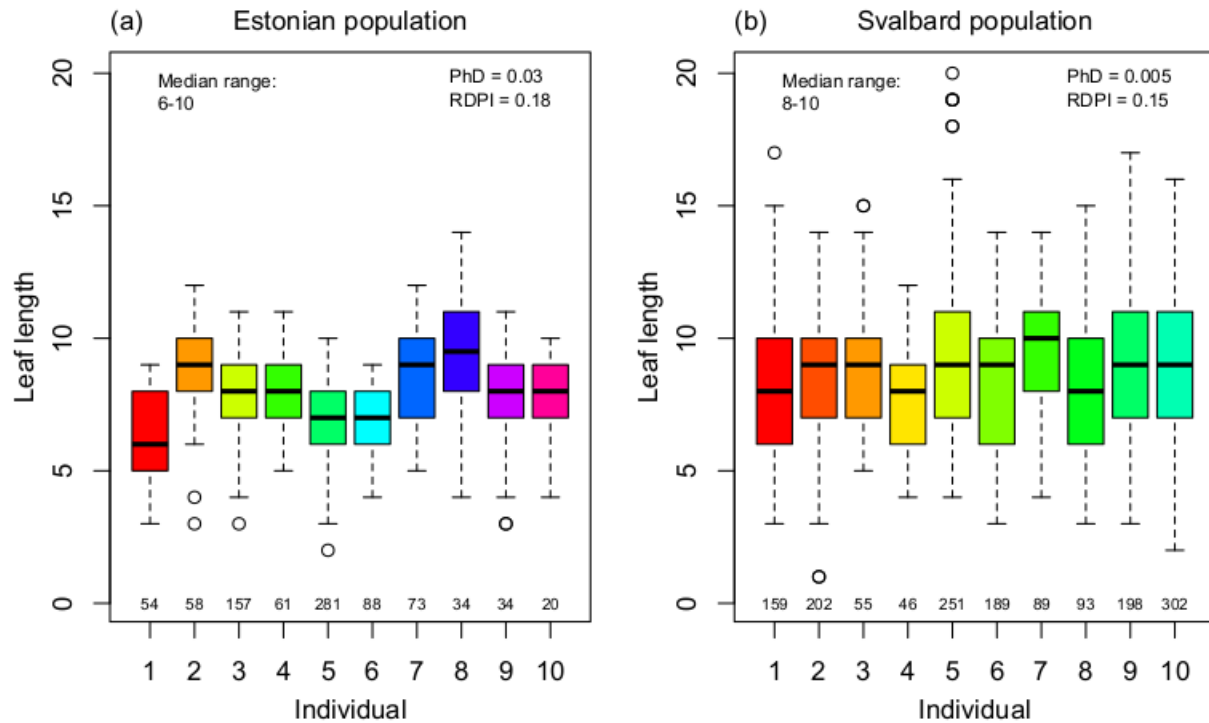 (a) Estonian population
Median range:
6-10
PhD = 0.03
RDPI = 0.18
Leaf length
20
15
10
5
0
54 58 157 61 281 88 73 34 34 20
1 2 3 4 5 6 7 8 9 10
Individual
(b) Svalbard population
Median range:
8-10
PhD = 0.005
RDPI = 0.15
Leaf length
20
15
10
5
0
159 202 55 46 251 189 89 93 198 302
1 2 3 4 5 6 7 8 9 10
Individual